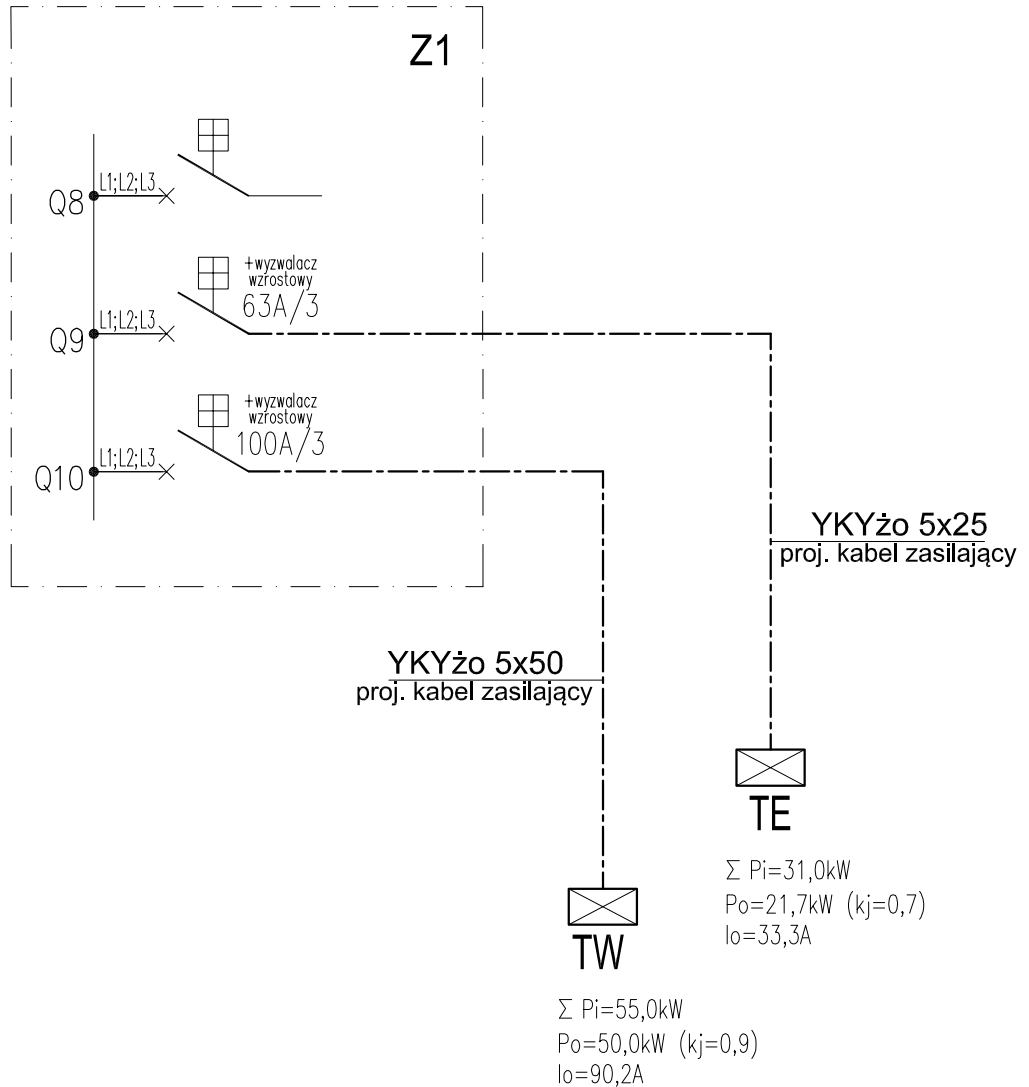 Z1
L1;L2;L3
Q8
+wyzwalacz
wzrostowy
63A/3
L1;L2;L3
Q9
+wyzwalacz
wzrostowy
100A/3
L1;L2;L3
Q10
YKYżo 5x25
proj. kabel zasilający
YKYżo 5x50
proj. kabel zasilający
TE
Σ Pi=31,0kW
Po=21,7kW (kj=0,7)
Io=33,3A
TW
Σ Pi=55,0kW
Po=50,0kW (kj=0,9)
Io=90,2A